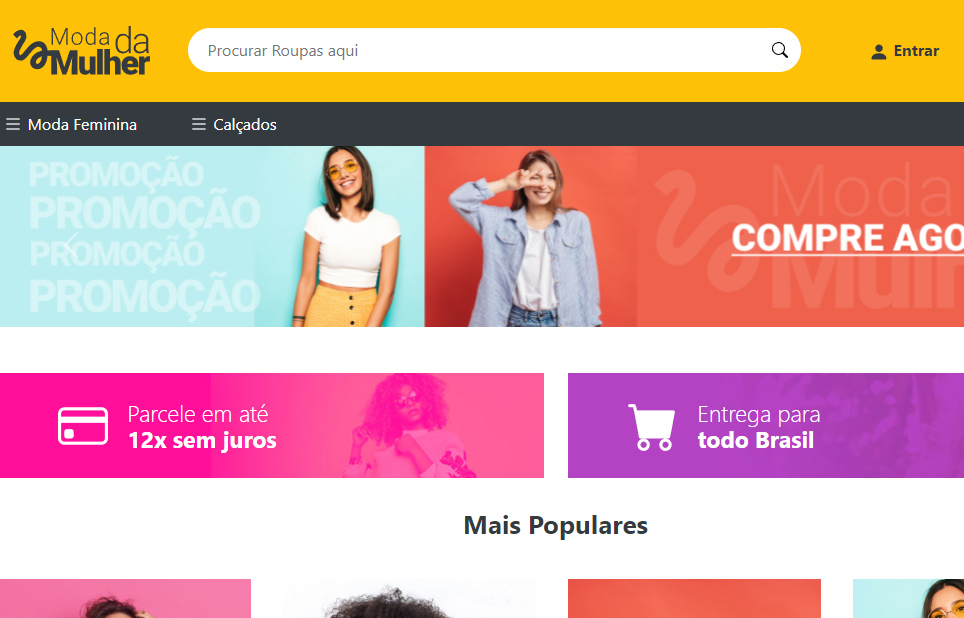 Moda da
Mulher
Procurar Roupas aqui
Entrar
Moda Feminina
Calçados
PROMOÇÃO
PROMOÇÃO
PROMOÇÃO
PROMOÇÃO
Moda
Mul
COMPRE AGO
Parcele em até
12x sem juros
Entrega para
todo Brasil
Mais Populares